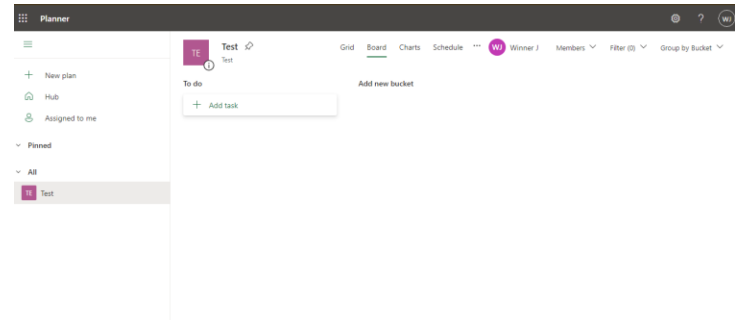 Planner
?
WJ
TE
Test
Test
Grid
Board
Charts
Schedule
WJ
Winner J
Members
Filter (0)
Group by Bucket
New plan
Hub
Assigned to me
Pinned
All
TE
Test
To do
Add new bucket
Add task